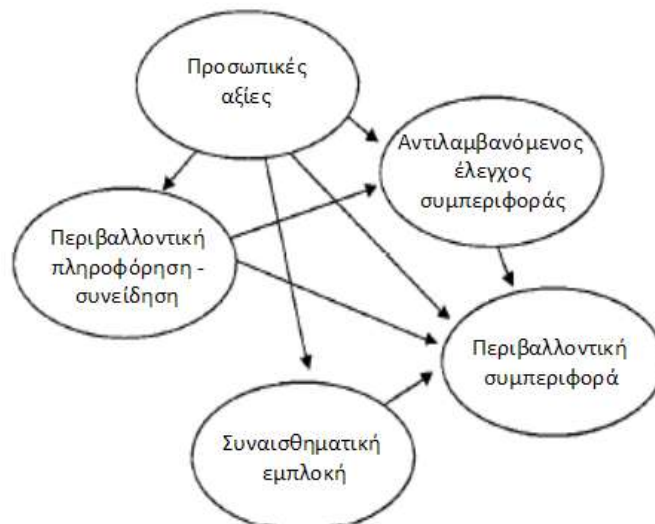 Προσωπικές
αξίες
Αντιλαμβανόμενος
έλεγχος
συμπεριφοράς
Περιβαλλοντική
πληροφόρηση -
συνείδηση
Περιβαλλοντική
συμπεριφορά
Συναισθηματική
εμπλοκή